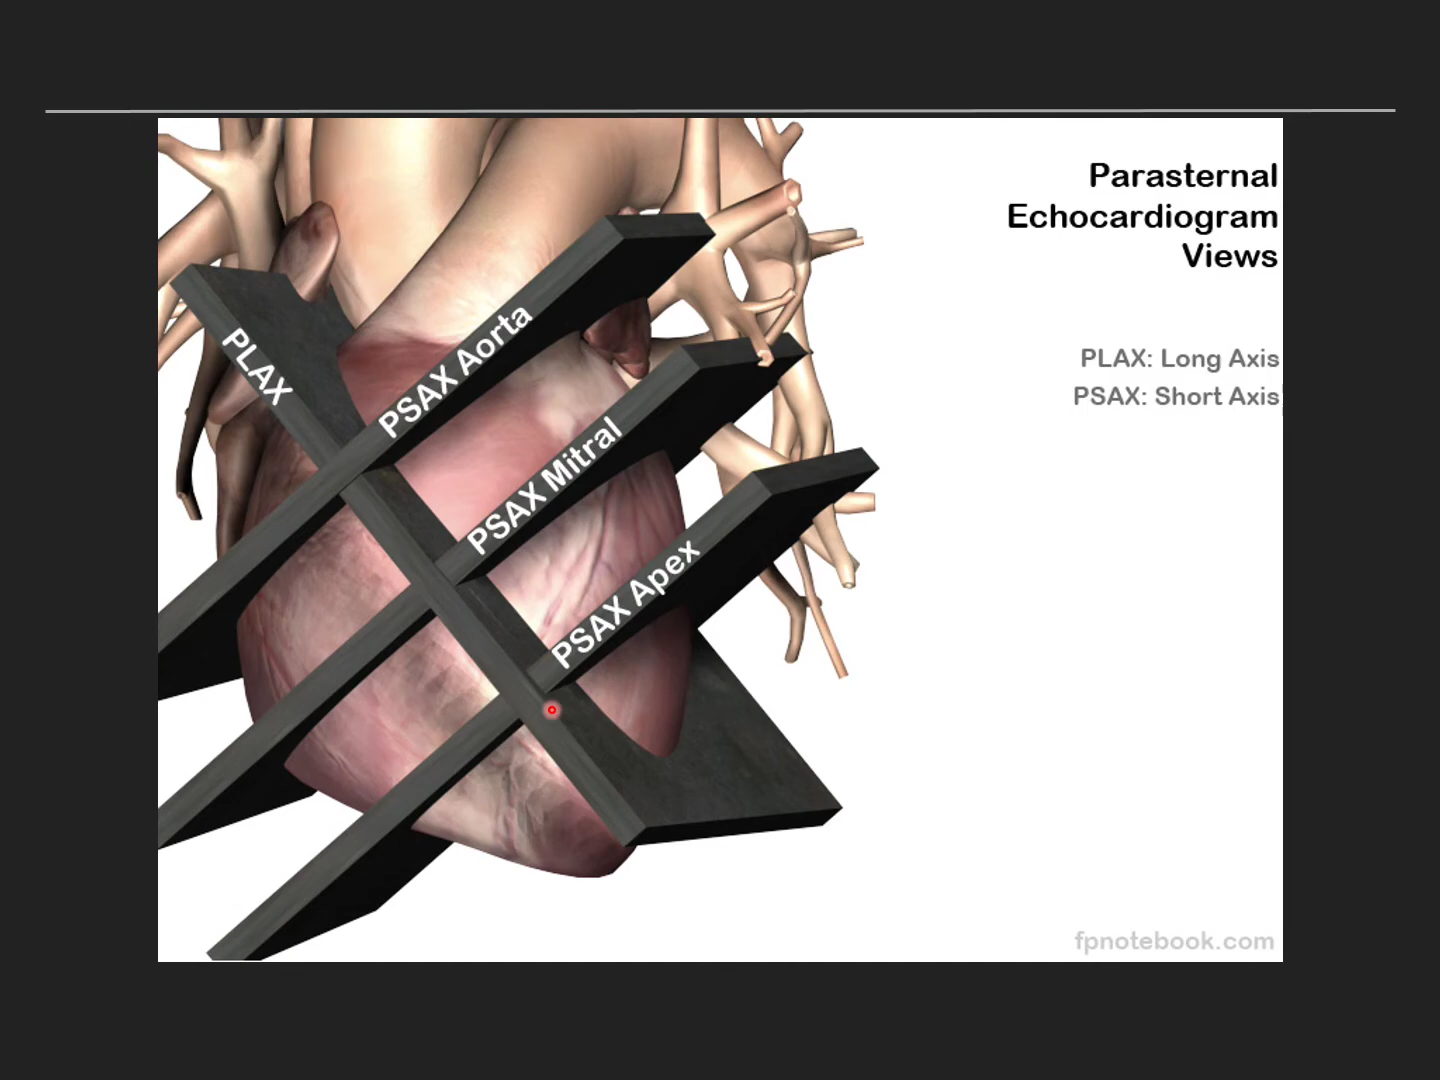 Parasternal
Echocardiogram
Views
PLAX: Long Axis
PSAX: Short Axis
PLAX
PSAX Aorta
PSAX Mitral
PSAX Apex
fpnotebook.com